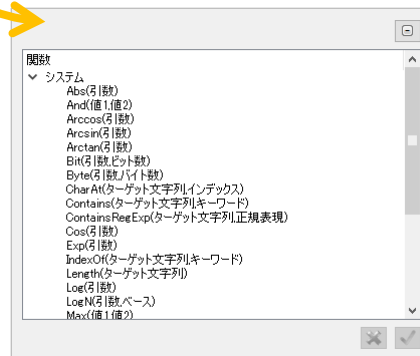 関数
システム
Abs(引数)
And(値1,値2)
Arccos(引数)
Arcsin(引数)
Arctan(引数)
Bit(引数,ビット数)
Byte(引数,バイト数)
CharAt(ターゲット文字列,インデックス)
Contains(ターゲット文字列,キーワード)
ContainsRegExp(ターゲット文字列,正規表現)
Cos(引数)
Exp(引数)
IndexOf(ターゲット文字列,キーワード)
Length(ターゲット文字列)
Log(引数)
LogN(引数,ベース)
Max(値1,値2)